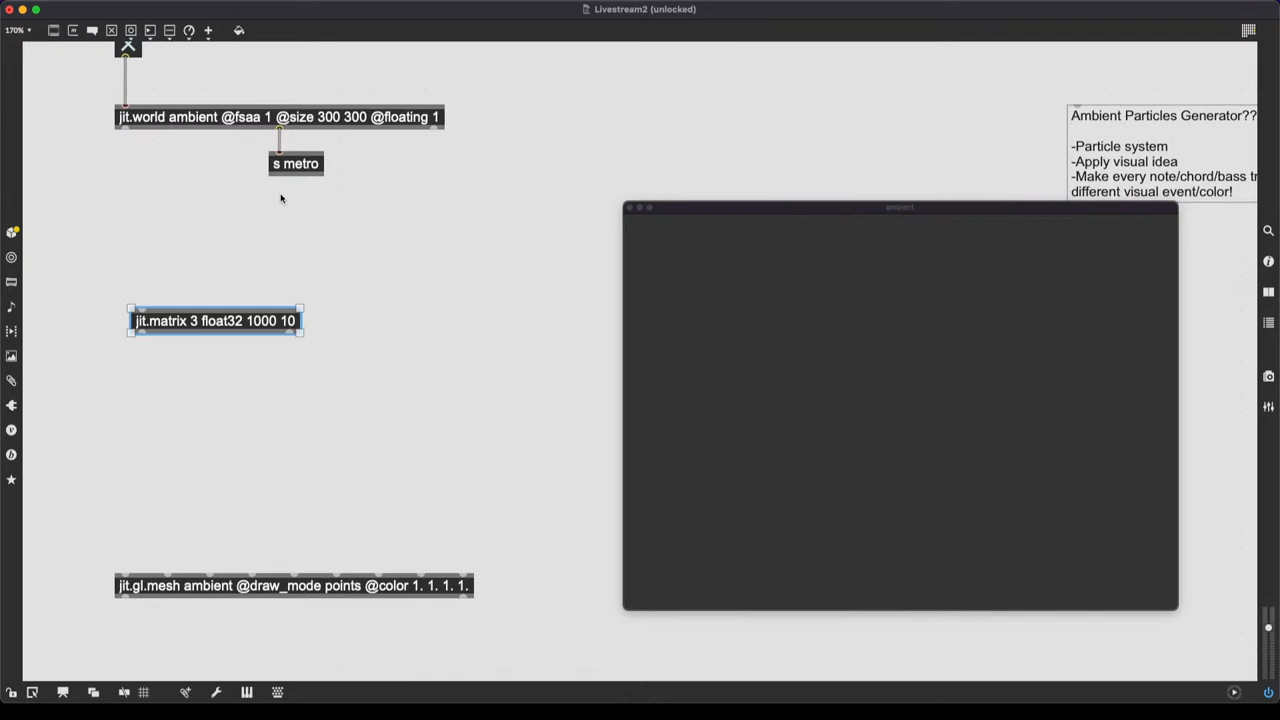 Livestream2 (unlocked)
170%
jit.world ambient @fsaa 1 @size 300 300 @floating 1
Ambient Particles Generator??
s metro
-Particle system
-Apply visual idea
-Make every note/chord/bass
different visual event/color!
ambient
jit.matrix 3 float32 1000 10
jit.gl.mesh ambient @draw_mode points @color 1. 1. 1. 1.